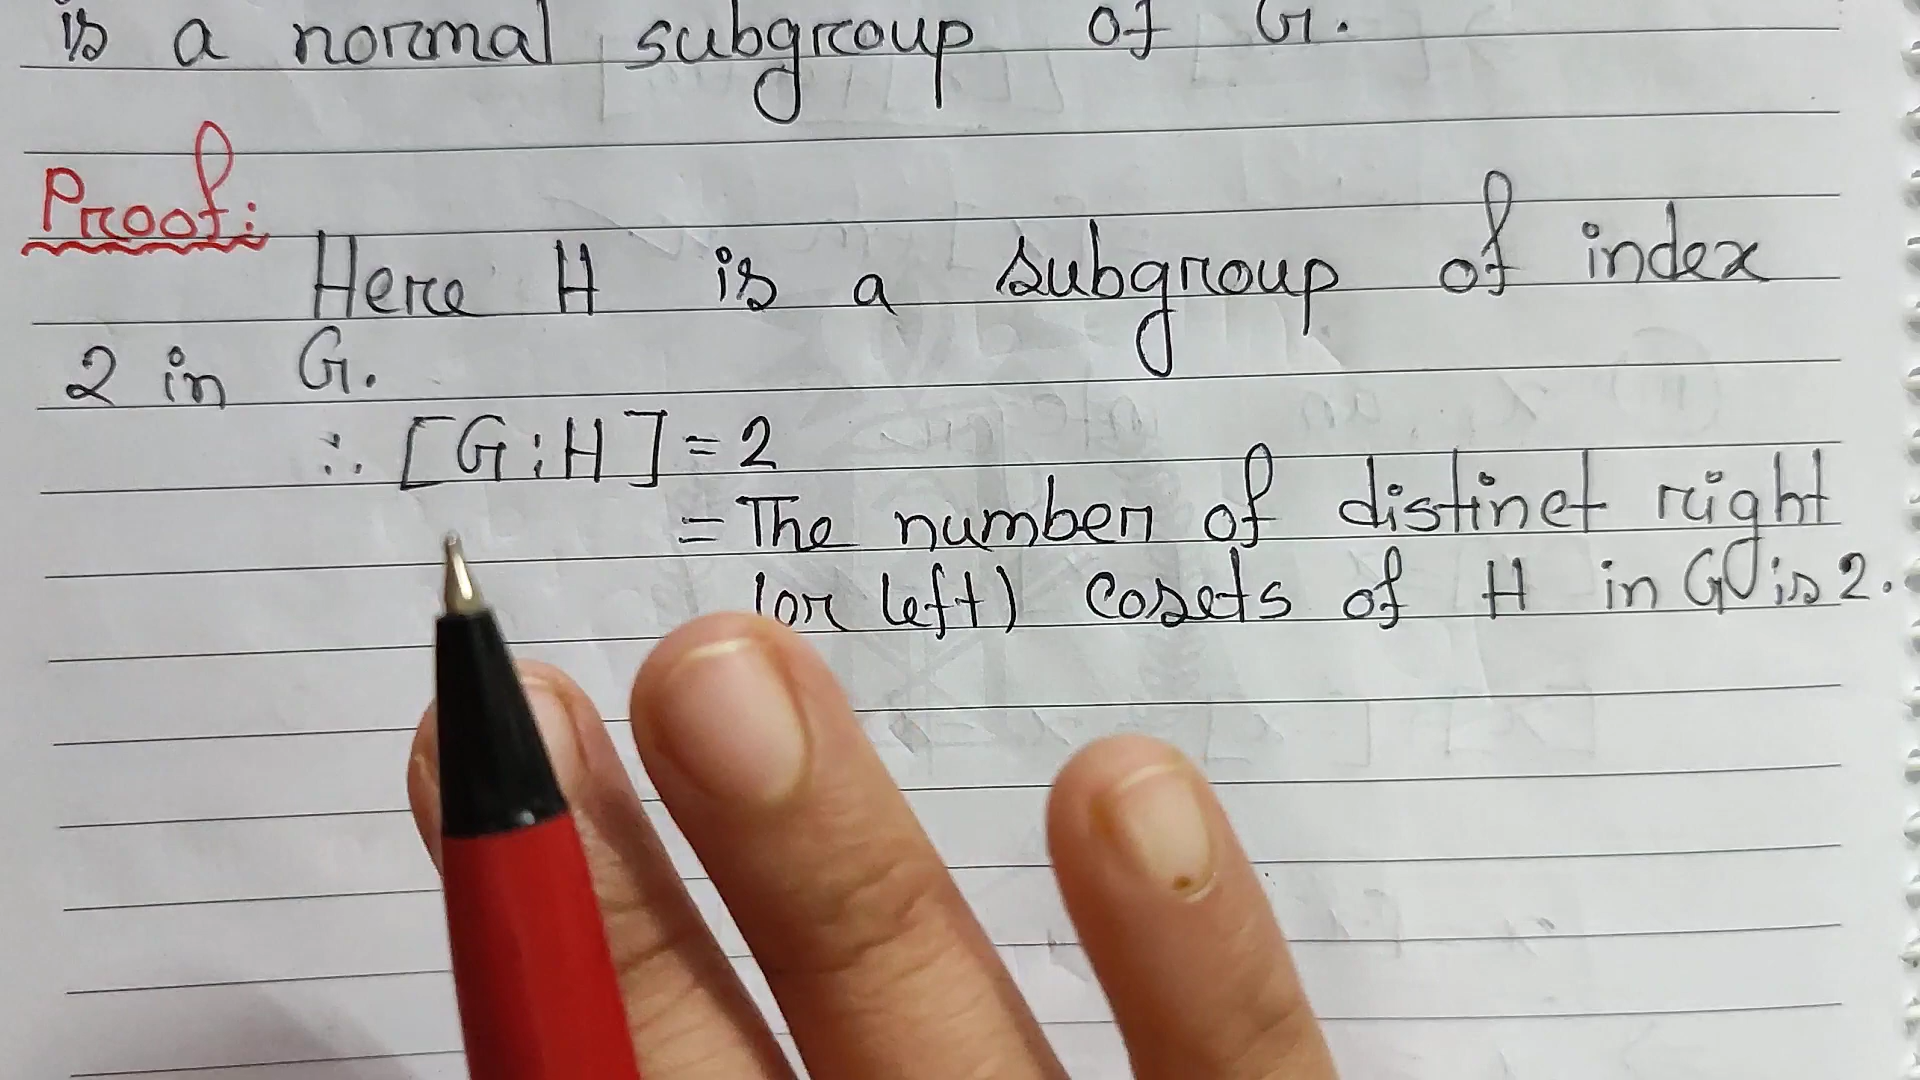 is a normal subgroup of G.
Proof:
Here H is a subgroup of index
2 in G.
∴ [G:H] = 2
= The number of distinct right
(or left) cosets of H in G is 2.